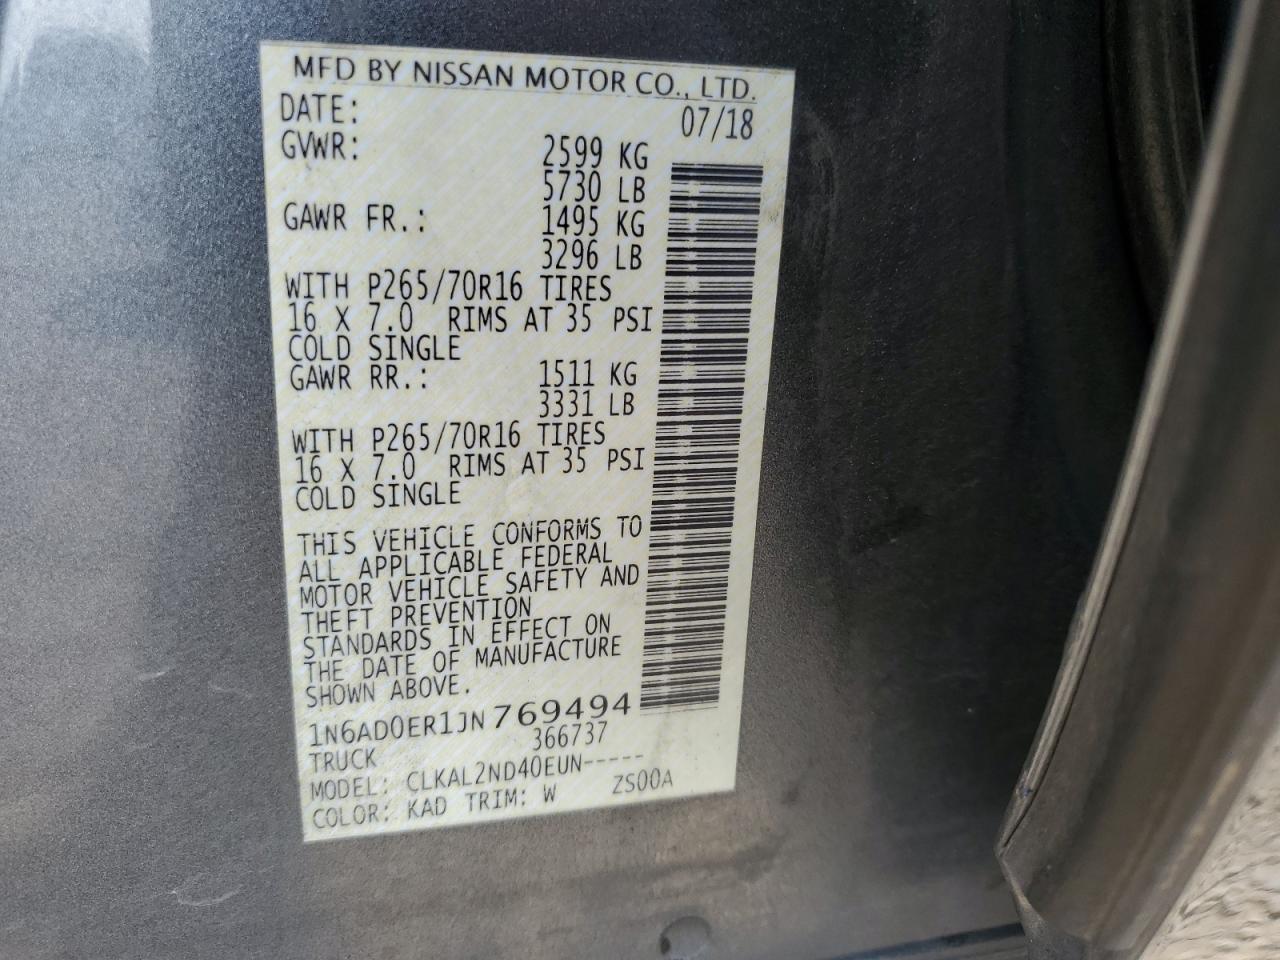 MFD BY NISSAN MOTOR CO., LTD.
DATE: 07/18
GVWR: 2599 KG
5730 LB
GAWR FR.: 1495 KG
3296 LB
WITH P265/70R16 TIRES
16 X 7.0 RIMS AT 35 PSI
COLD SINGLE
GAWR RR.: 1511 KG
3331 LB
WITH P265/70R16 TIRES
16 X 7.0 RIMS AT 35 PSI
COLD SINGLE
THIS VEHICLE CONFORMS TO
ALL APPLICABLE FEDERAL
MOTOR VEHICLE SAFETY AND
THEFT PREVENTION
STANDARDS IN EFFECT ON
THE DATE OF MANUFACTURE
SHOWN ABOVE.
1N6AD0ER1JN769494
TRUCK 366737
MODEL: CLKAL2ND40EUN-----
COLOR: KAD TRIM: W ZS00A